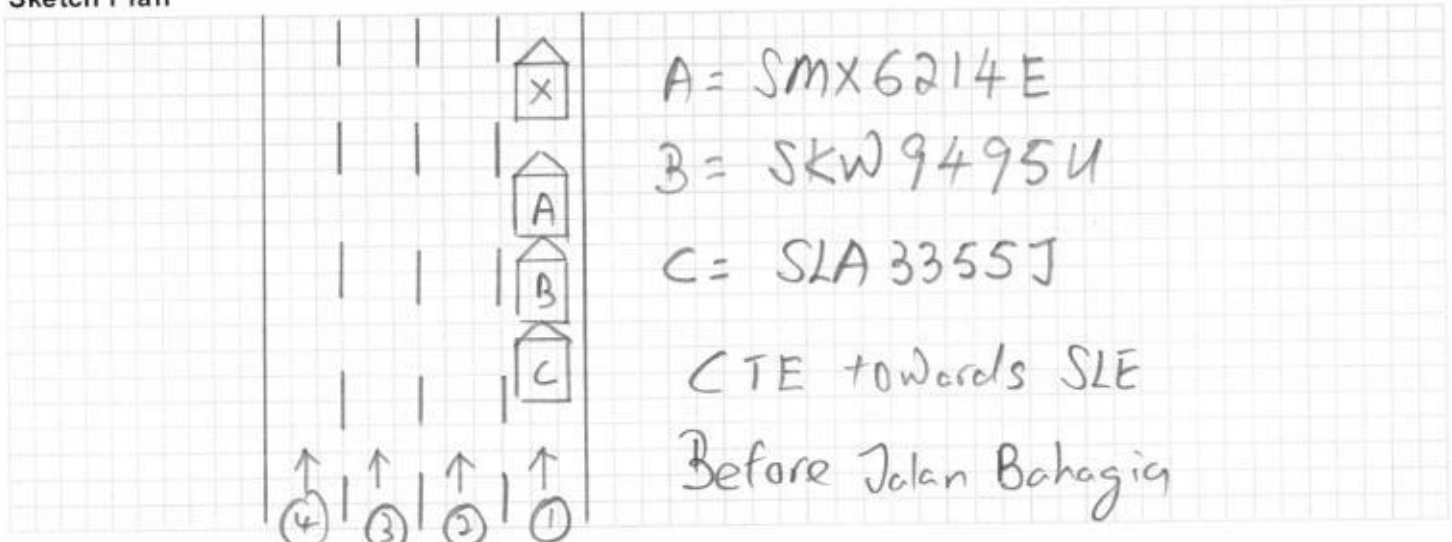 Sketch Plan
X
A
B
C
④ ③ ② ①
A = SMX6214E
B = SKW9495U
C = SLA3355J
CTE towards SLE
Before Jalan Bahagia